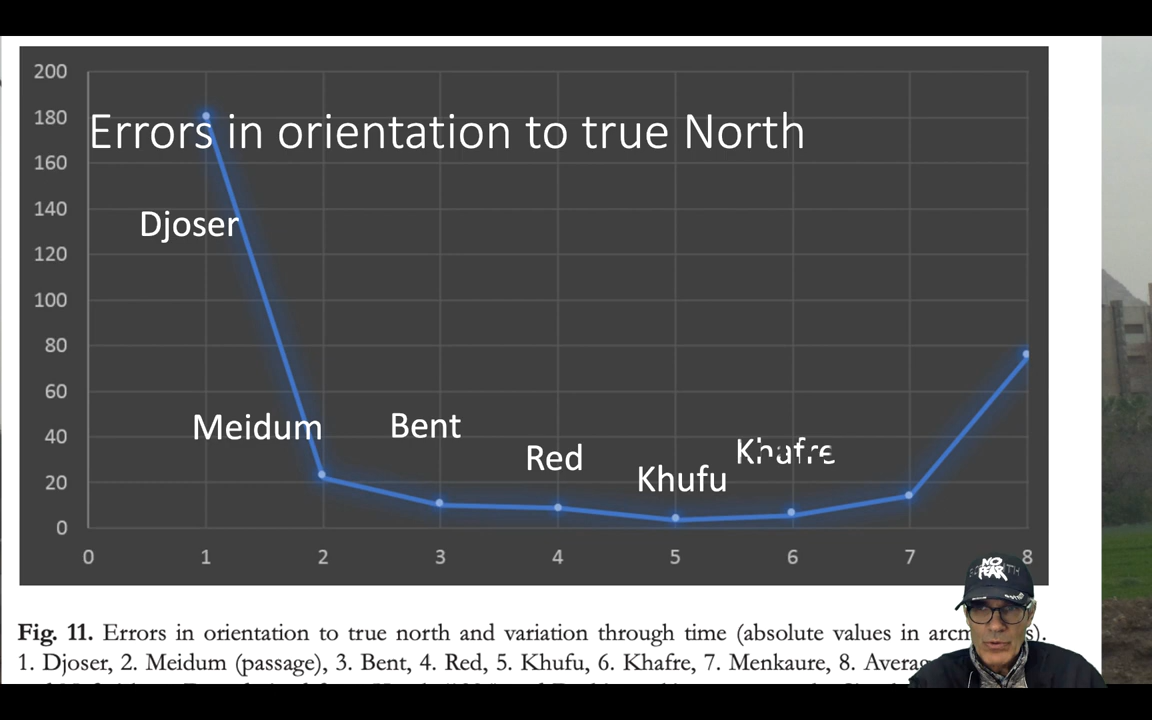 Errors in orientation to true North
200
180
160
140
120
100
80
60
40
20
0
Djoser
Meidum
Bent
Red
Khufu
Khafre
0 1 2 3 4 5 6 7 8
Fig. 11. Errors in orientation to true north and variation through time (absolute values in
1. Djoser, 2. Meidum (passage), 3. Bent, 4. Red, 5. Khufu, 6. Khafre, 7. Menkaure, 8.
NO
FEAR